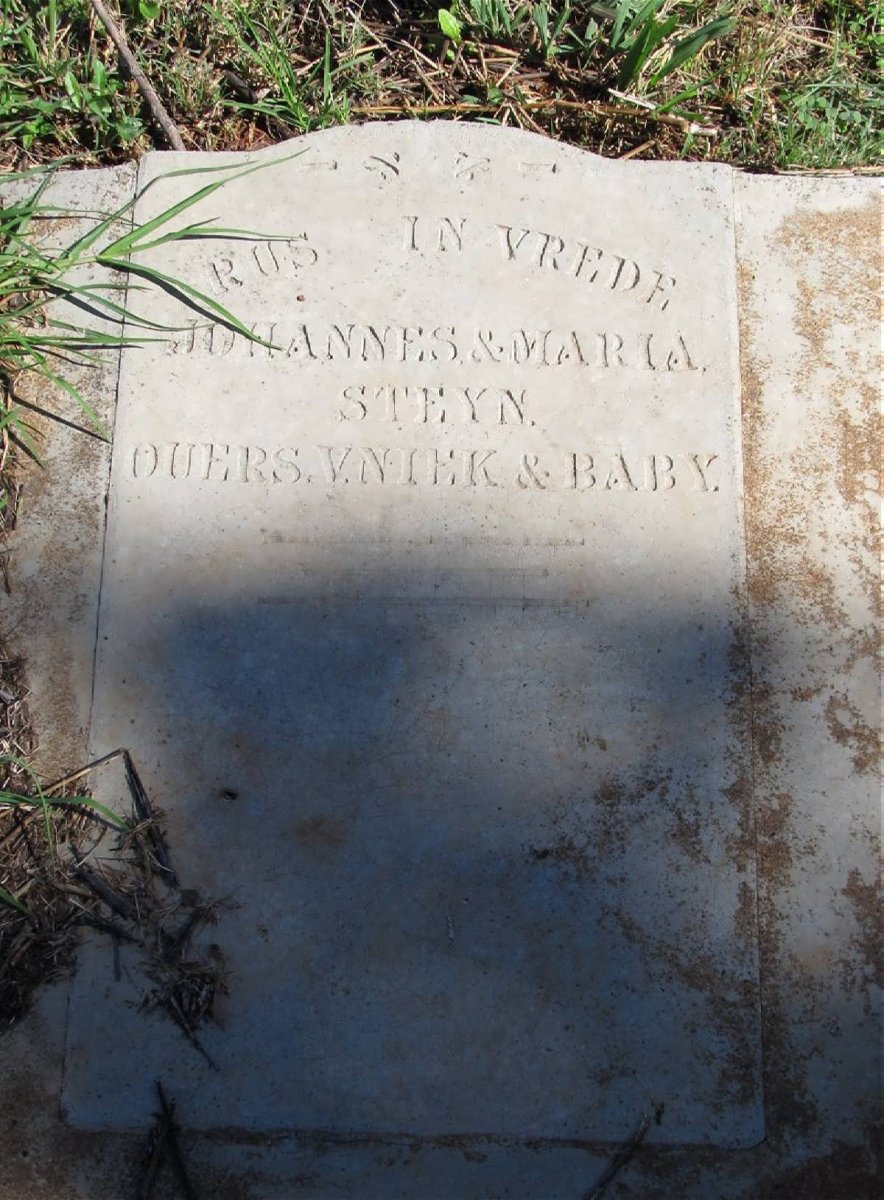 RUS IN VREDE
JOHANNES.&MARIA.
STEYN.
OUERS.V.NIEK & BABY.